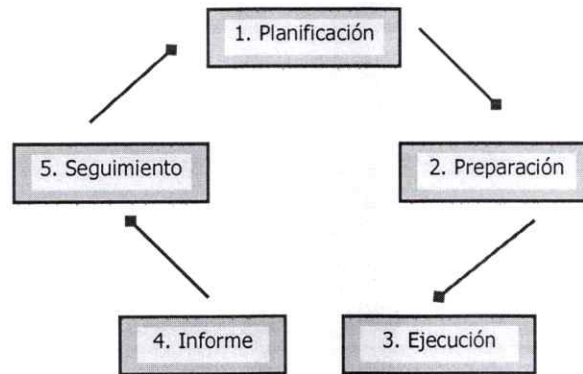 1. Planificación
2. Preparación
3. Ejecución
4. Informe
5. Seguimiento